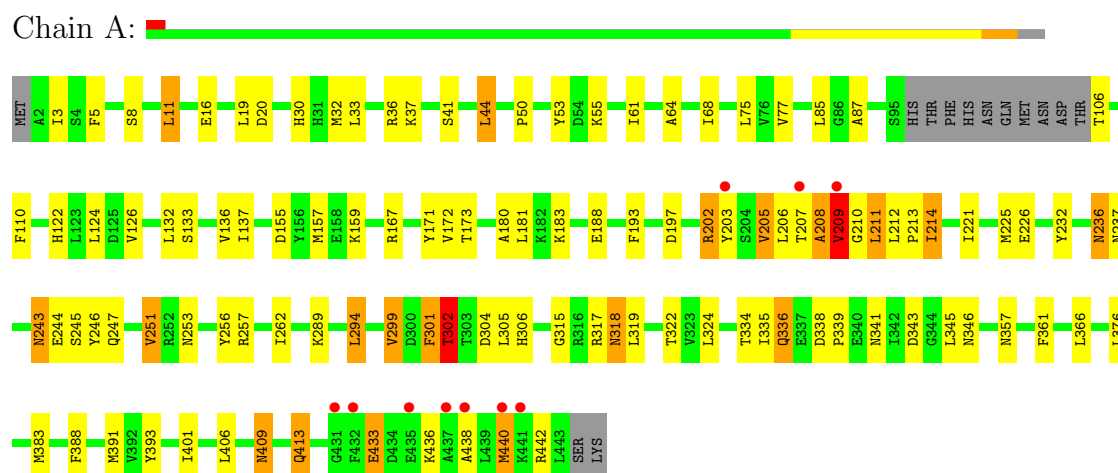 Chain A:
MET A2 I3 S4 F5 S8 L11 E16 L19 D20 H30 H31 M32 L33 R36 K37 S41 L44 P50 Y53 D54 K55 I61 A64 I68 L75 V76 V77 L85 G86 A87 S95 HIS THR PHE HIS ASN GLN MET ASN ASP THR T106
F110 H122 L123 L124 D125 V126 L132 S133 V136 I137 D155 Y156 M157 E158 K159 R167 Y171 V172 T173 A180 L181 K182 K183 E188 F193 D197 R202 Y203 S204 V205 L206 T207 A208 V209 G210 L211 L212 P213 I214 I221 M225 E226 Y232 N236 N237
N243 E244 S245 Y246 Q247 V251 R252 N253 Y256 R257 I262 K289 L294 V299 D300 F301 T302 T303 D304 L305 H306 G315 R316 R317 N318 L319 T322 V323 L324 T334 I335 Q336 E337 D338 P339 E340 N341 I342 D343 G344 L345 N346 N357 F361 L366 L376
M383 F388 M391 V392 Y393 I401 L406 N409 Q413 G431 F432 E433 D434 E435 K436 A437 A438 L439 M440 K441 R442 L443 SER LYS